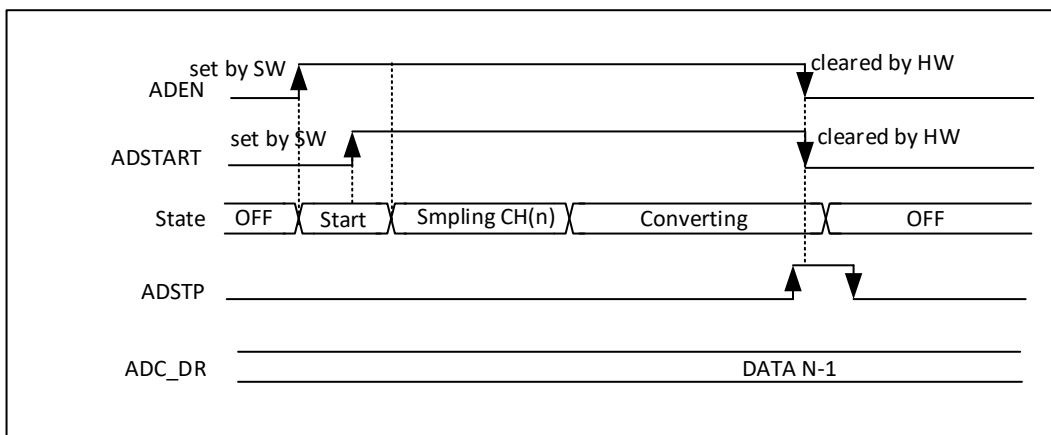 set by SW cleared by HW
ADEN
set by SW cleared by HW
ADSTART
State OFF Start Smpling CH(n) Converting OFF
ADSTP
ADC_DR DATA N-1